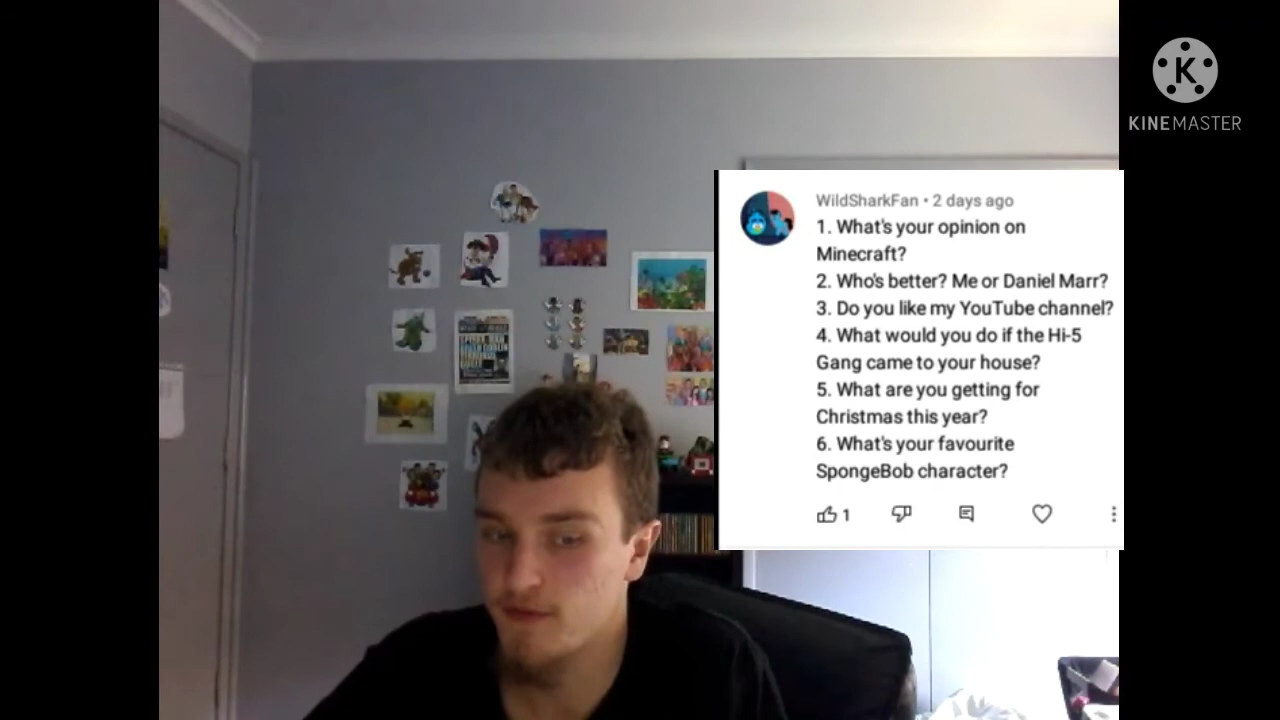 KINEMASTER
WildSharkFan • 2 days ago
1. What's your opinion on
Minecraft?
2. Who's better? Me or Daniel Marr?
3. Do you like my YouTube channel?
4. What would you do if the Hi-5
Gang came to your house?
5. What are you getting for
Christmas this year?
6. What's your favourite
SpongeBob character?
1